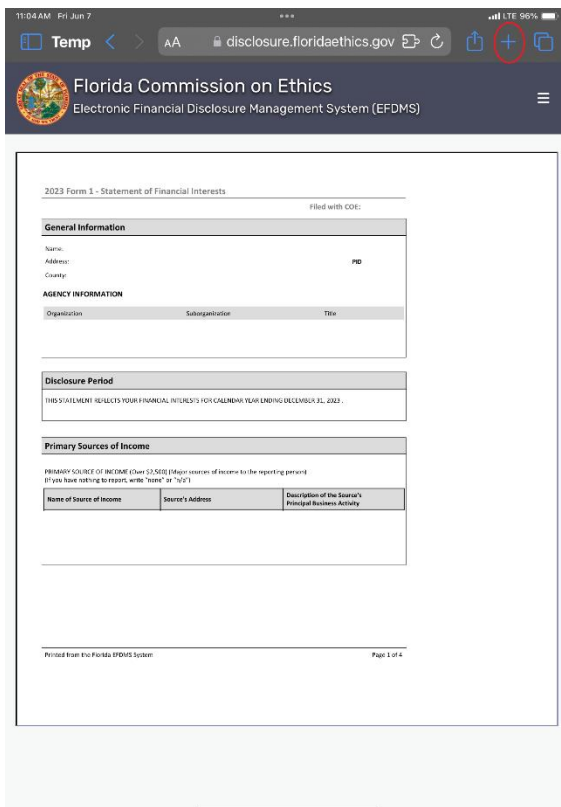 11:04 AM Fri Jun 7
LTE 96%
Temp
AA
disclosure.floridaethics.gov
Florida Commission on Ethics
Electronic Financial Disclosure Management System (EFDMS)
2023 Form 1 - Statement of Financial Interests
Filed with COE:
General Information
Name:
Address:
PID
County:
AGENCY INFORMATION
Organization Suborganization Title
Disclosure Period
THIS STATEMENT REFLECTS YOUR FINANCIAL INTERESTS FOR CALENDAR YEAR ENDING DECEMBER 31, 2023 .
Primary Sources of Income
PRIMARY SOURCE OF INCOME (Over $2,500) (Major sources of income to the reporting person)
(If you have nothing to report, write "none" or "n/a")
Name of Source of Income Source's Address Description of the Source's
Principal Business Activity
Printed from the Florida EFDMS System Page 1 of 4